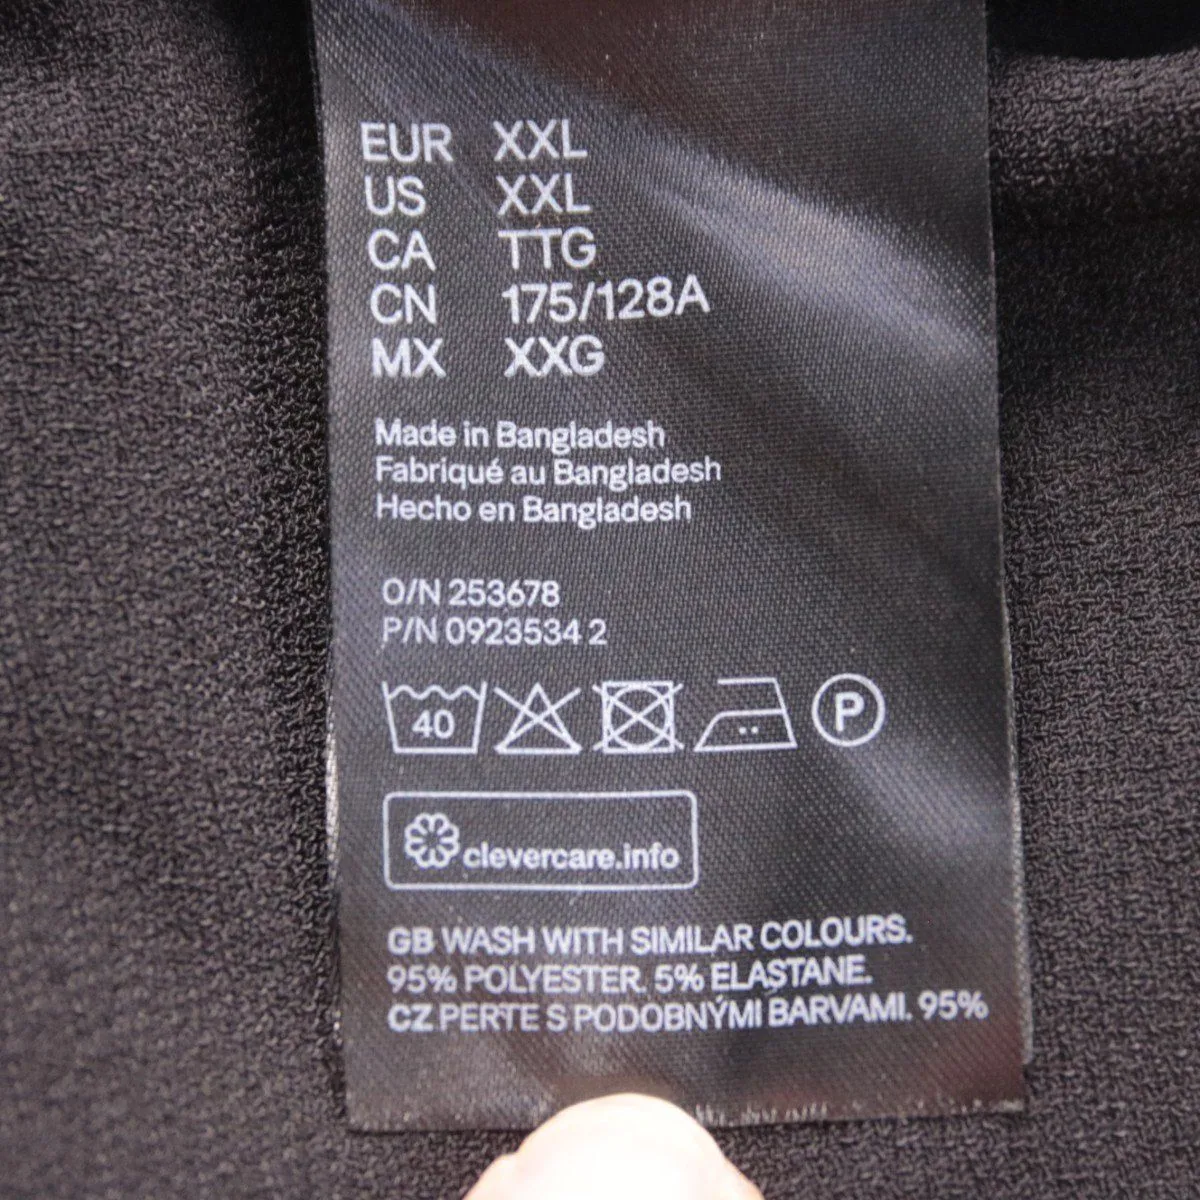 EUR XXL
US XXL
CA TTG
CN 175/128A
MX XXG
Made in Bangladesh
Fabriqué au Bangladesh
Hecho en Bangladesh
O/N 253678
P/N 0923534 2
40
P
clevercare.info
GB WASH WITH SIMILAR COLOURS.
95% POLYESTER. 5% ELASTANE.
CZ PERTE S PODOBNÝMI BARVAMI. 95%